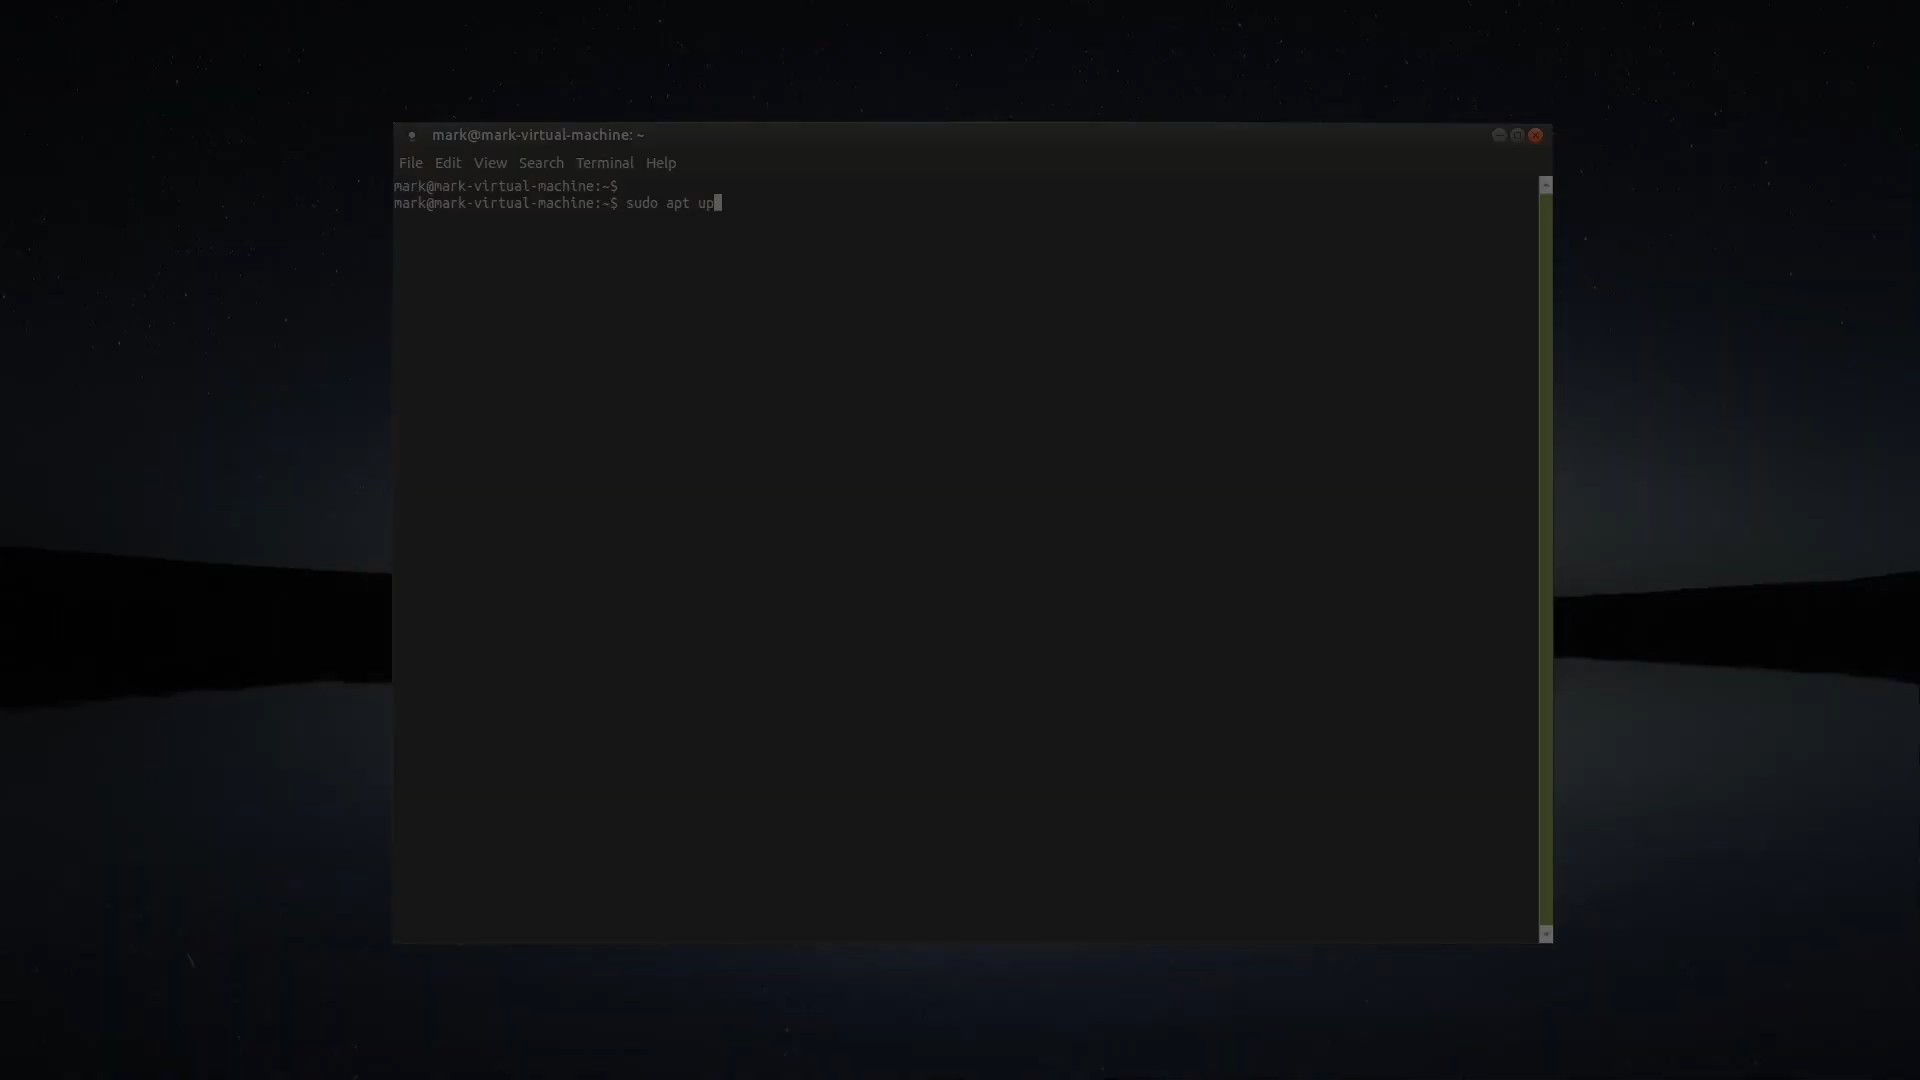 mark@mark-virtual-machine: ~
File Edit View Search Terminal Help
mark@mark-virtual-machine:~$
mark@mark-virtual-machine:~$ sudo apt up